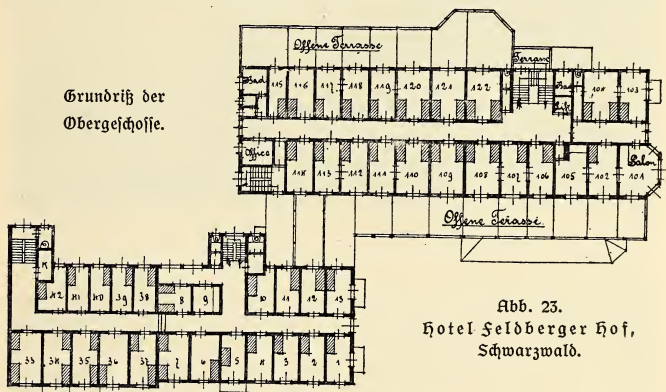 Offene Terrasse
Terrasse
Grundriß der
Obergeschosse.
Bad 115 116 117 118 119 120 121 122 Bad 104 103
Lift
Office 114 113 112 111 110 109 108 107 106 105 102 101 Salon
Offene Terasse
K
42 41 40 39 38 8 9 10 11 12 13
33 34 35 36 37 7 6 5 4 3 2 1
Abb. 23.
Hotel Feldberger Hof,
Schwarzwald.